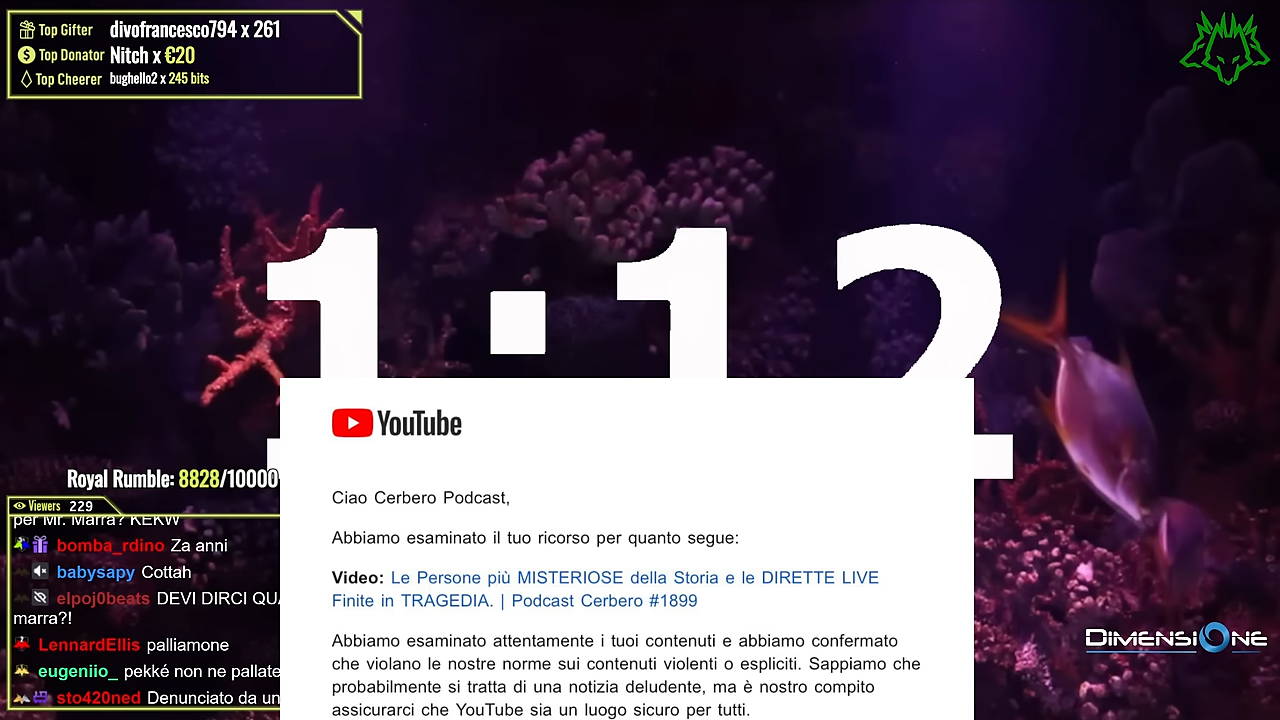 Top Gifter divofrancesco794 x 261
Top Donator Nitch x €20
Top Cheerer bughello2 x 245 bits
1:12
YouTube
Ciao Cerbero Podcast,
Abbiamo esaminato il tuo ricorso per quanto segue:
Video: Le Persone più MISTERIOSE della Storia e le DIRETTE LIVE
Finite in TRAGEDIA. | Podcast Cerbero #1899
Abbiamo esaminato attentamente i tuoi contenuti e abbiamo confermato
che violano le nostre norme sui contenuti violenti o espliciti. Sappiamo che
probabilmente si tratta di una notizia deludente, ma è nostro compito
assicurarci che YouTube sia un luogo sicuro per tutti.
Royal Rumble: 8828/10000
Viewers 229
per Mr. Marra? KEKW
bomba_rdino Za anni
babysapy Cottah
elpoj0beats DEVI DIRCI QUA
marra?!
LennardEllis palliamone
eugeniio_ pekké non ne pallate
sto420ned Denunciato da un
DIMENSIONE